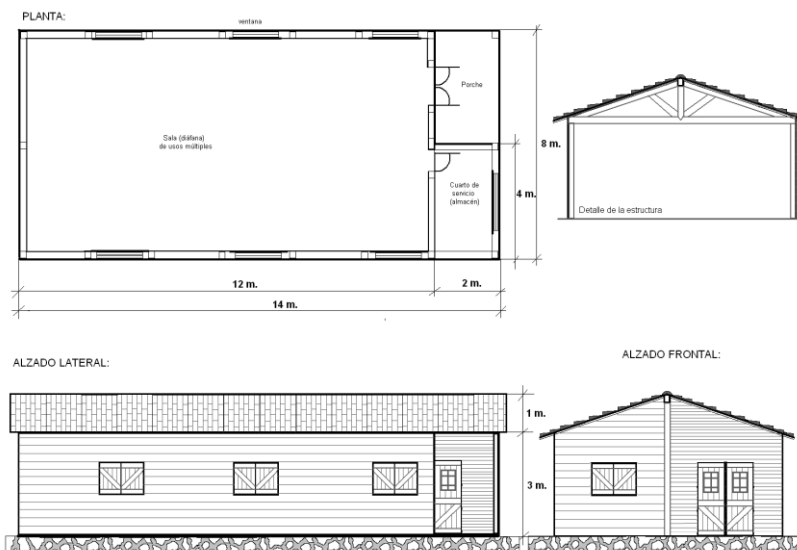 PLANTA:
ventana
Porche
Sala (diáfana)
de usos múltiples
8 m.
Cuarto de
servicio
(almacén)
4 m.
Detalle de la estructura
12 m.
2 m.
14 m.
ALZADO LATERAL:
ALZADO FRONTAL:
1 m.
3 m.